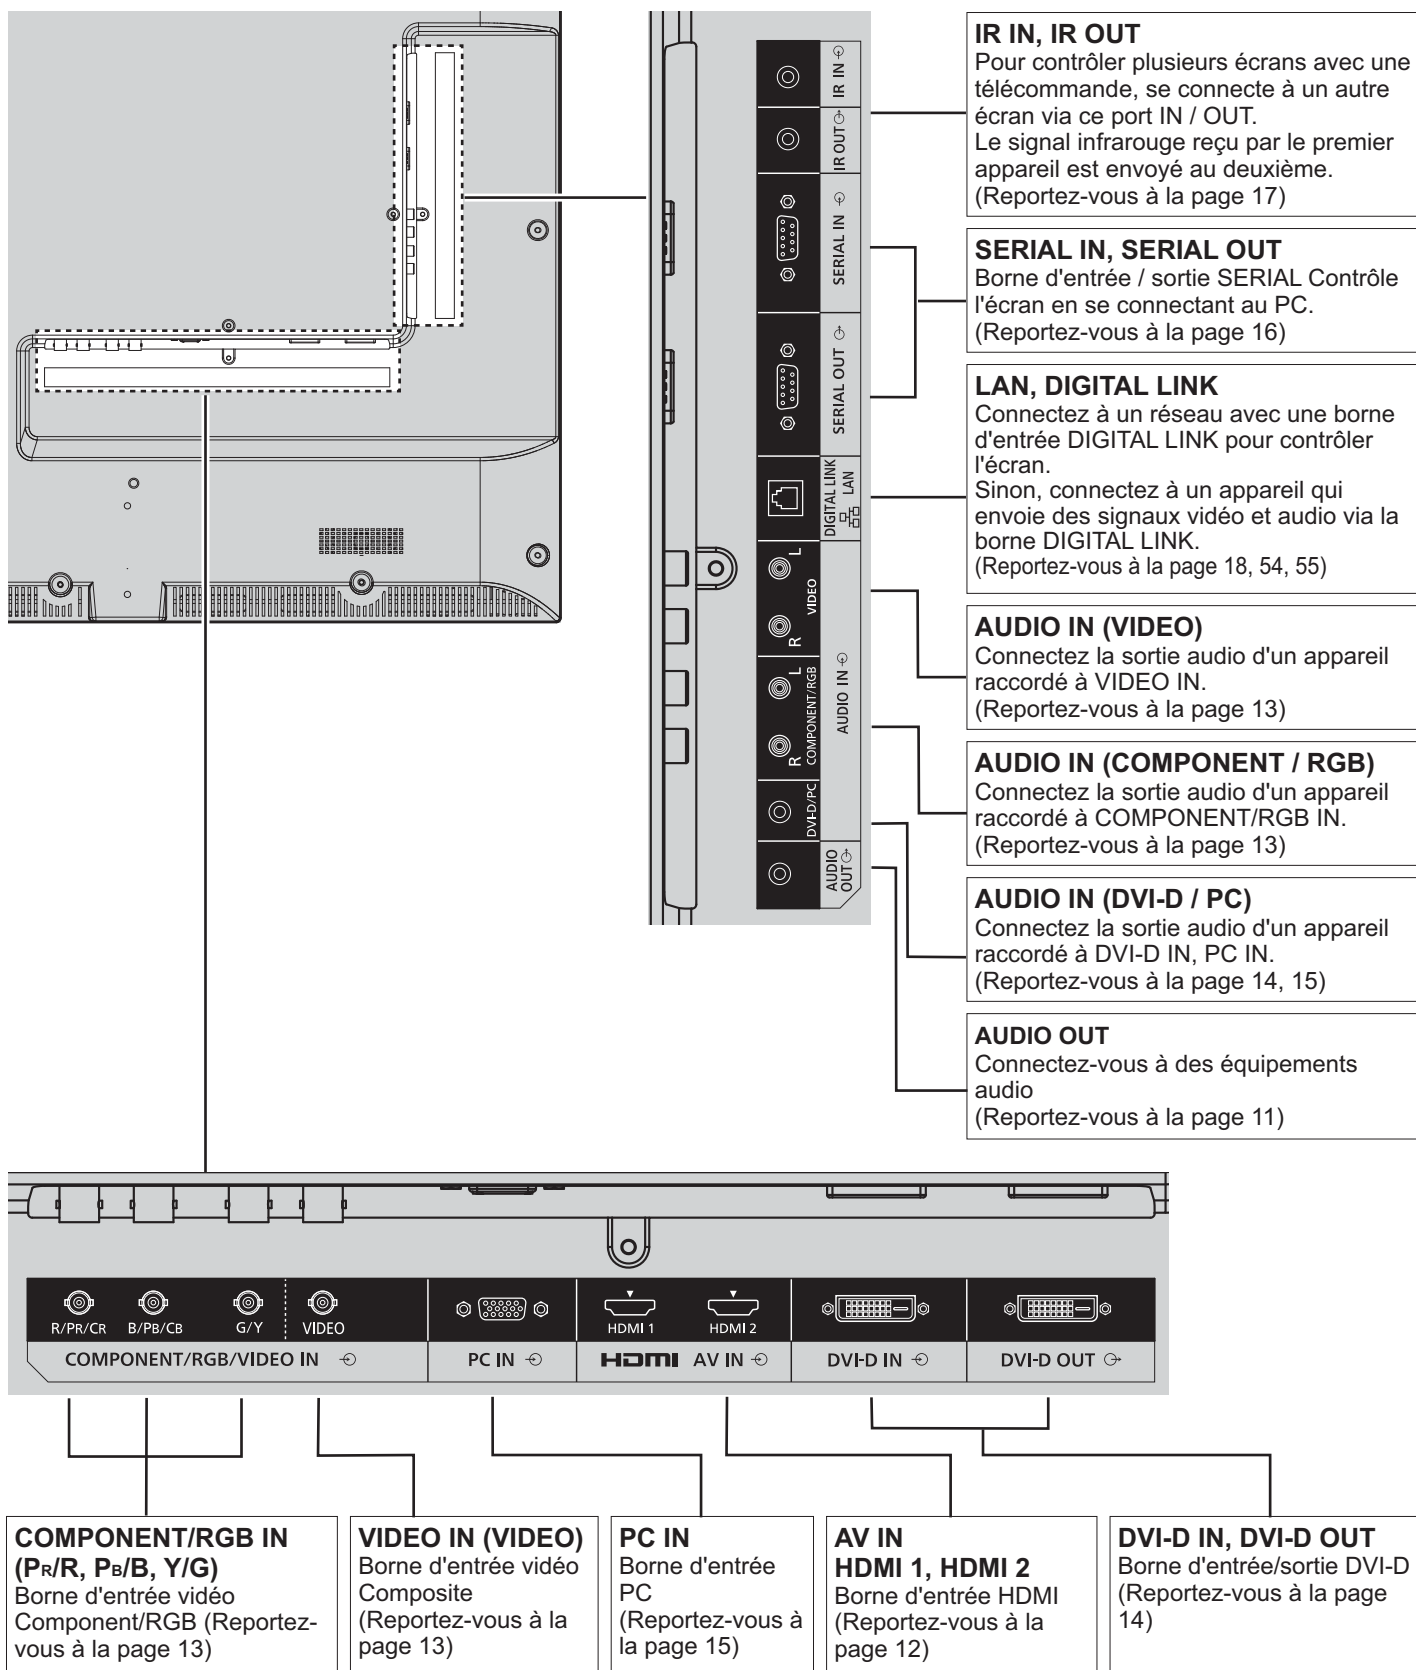 IR IN
IR OUT
SERIAL IN
SERIAL OUT
DIGITAL LINK
LAN
L
R
VIDEO
L
R
COMPONENT/RGB
AUDIO IN
DVI-D/PC
AUDIO
OUT
IR IN, IR OUT
Pour contrôler plusieurs écrans avec une
télécommande, se connecte à un autre
écran via ce port IN / OUT.
Le signal infrarouge reçu par le premier
appareil est envoyé au deuxième.
(Reportez-vous à la page 17)
SERIAL IN, SERIAL OUT
Borne d'entrée / sortie SERIAL Contrôle
l'écran en se connectant au PC.
(Reportez-vous à la page 16)
LAN, DIGITAL LINK
Connectez à un réseau avec une borne
d'entrée DIGITAL LINK pour contrôler
l'écran.
Sinon, connectez à un appareil qui
envoie des signaux vidéo et audio via la
borne DIGITAL LINK.
(Reportez-vous à la page 18, 54, 55)
AUDIO IN (VIDEO)
Connectez la sortie audio d'un appareil
raccordé à VIDEO IN.
(Reportez-vous à la page 13)
AUDIO IN (COMPONENT / RGB)
Connectez la sortie audio d'un appareil
raccordé à COMPONENT/RGB IN.
(Reportez-vous à la page 13)
AUDIO IN (DVI-D / PC)
Connectez la sortie audio d'un appareil
raccordé à DVI-D IN, PC IN.
(Reportez-vous à la page 14, 15)
AUDIO OUT
Connectez-vous à des équipements
audio
(Reportez-vous à la page 11)
R/PR/CR B/PB/CB G/Y VIDEO HDMI 1 HDMI 2
COMPONENT/RGB/VIDEO IN PC IN HDMI AV IN DVI-D IN DVI-D OUT
COMPONENT/RGB IN
(PR/R, PB/B, Y/G)
Borne d'entrée vidéo
Component/RGB (Reportez-
vous à la page 13)
VIDEO IN (VIDEO)
Borne d'entrée vidéo
Composite
(Reportez-vous à la
page 13)
PC IN
Borne d'entrée
PC
(Reportez-vous à
la page 15)
AV IN
HDMI 1, HDMI 2
Borne d'entrée HDMI
(Reportez-vous à la
page 12)
DVI-D IN, DVI-D OUT
Borne d'entrée/sortie DVI-D
(Reportez-vous à la page
14)